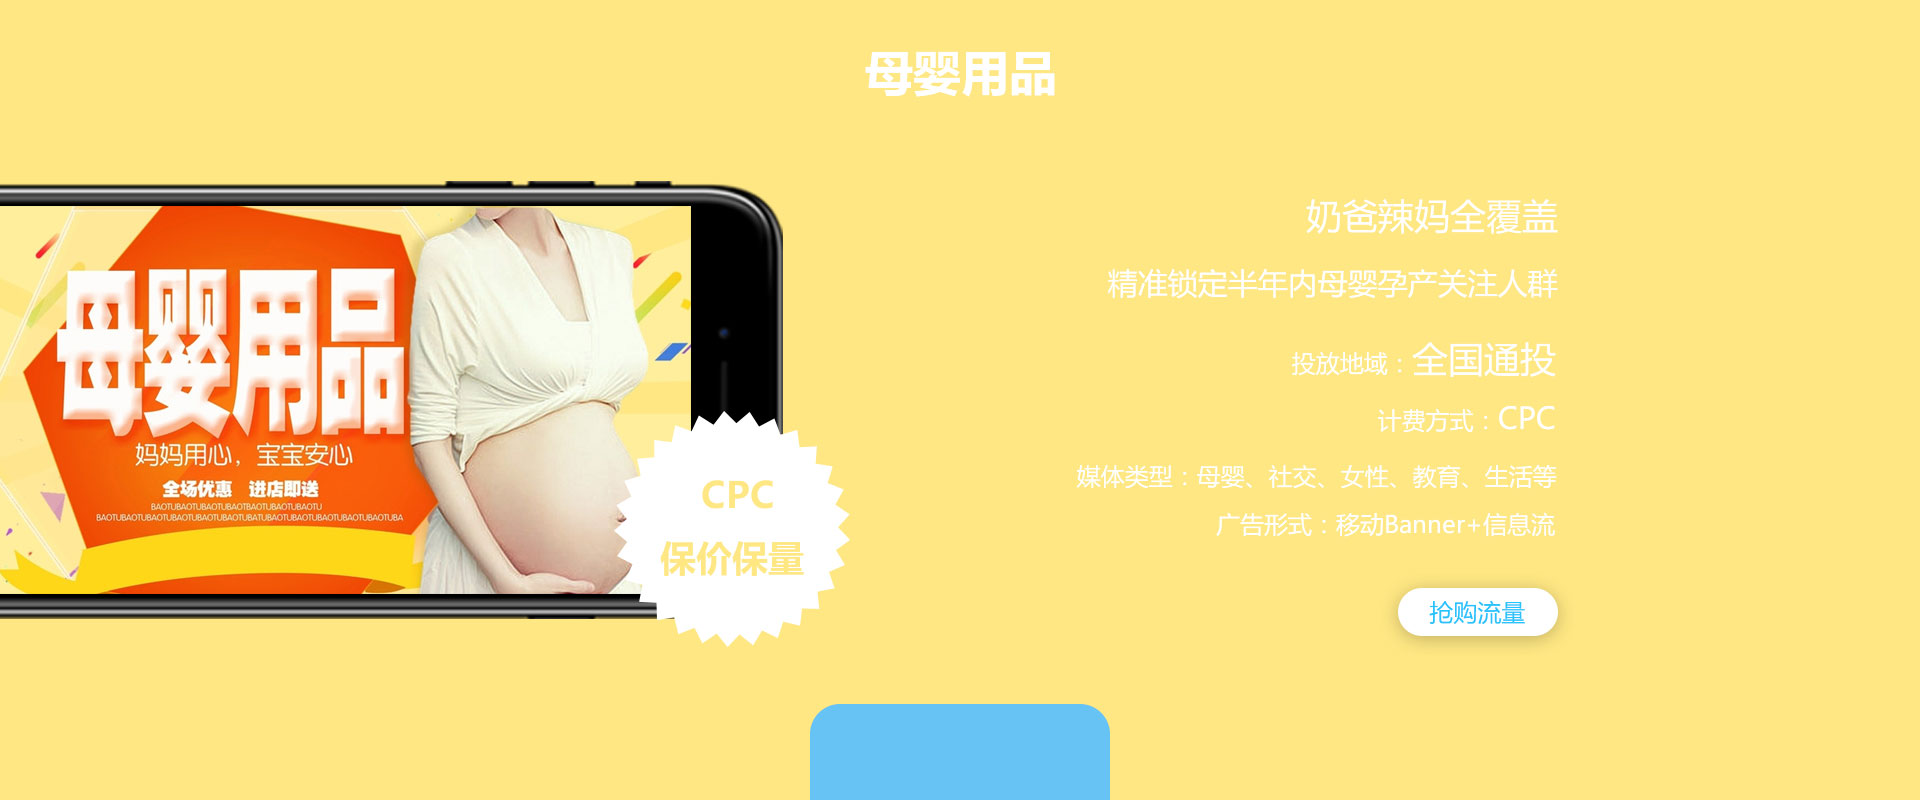 母婴用品
母婴用品
妈妈用心，宝宝安心
全场优惠 进店即送
BAOTUBAOTUBAOTUBAOTBAOTUBAOTUBAOTU
BAOTUBAOTUBAOTUBAOTUBAOTUBAOTUBATUBAOTUBAOTUBAOTUBAOTUBAOTUBA
CPC
保价保量
奶爸辣妈全覆盖
精准锁定半年内母婴孕产关注人群
投放地域：全国通投
计费方式：CPC
媒体类型：母婴、社交、女性、教育、生活等
广告形式：移动Banner+信息流
抢购流量